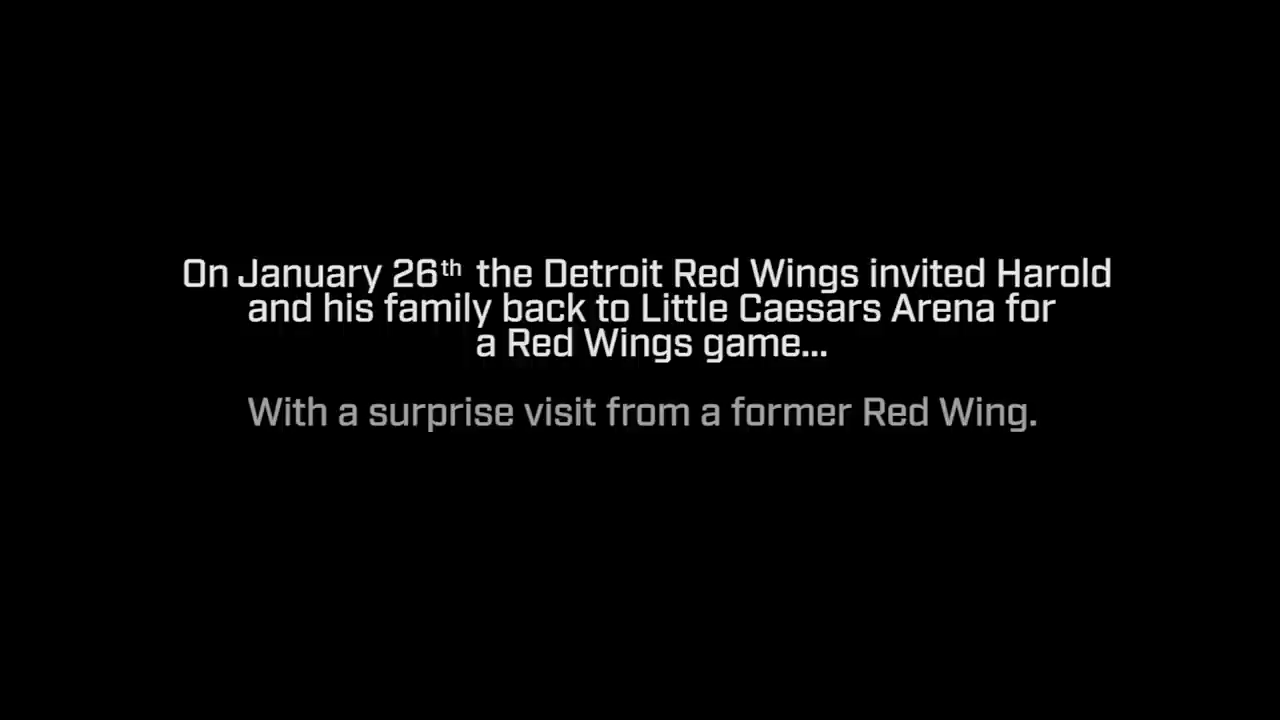 On January 26th the Detroit Red Wings invited Harold
and his family back to Little Caesars Arena for
a Red Wings game...
With a surprise visit from a former Red Wing.